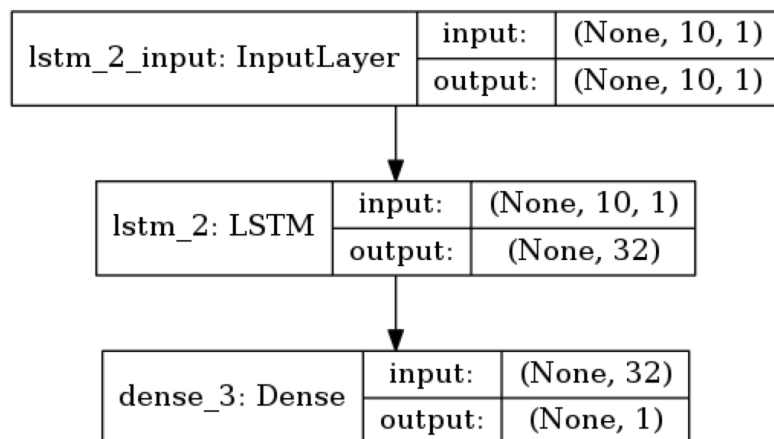 lstm_2_input: InputLayer
input: (None, 10, 1)
output: (None, 10, 1)
lstm_2: LSTM
input: (None, 10, 1)
output: (None, 32)
dense_3: Dense
input: (None, 32)
output: (None, 1)